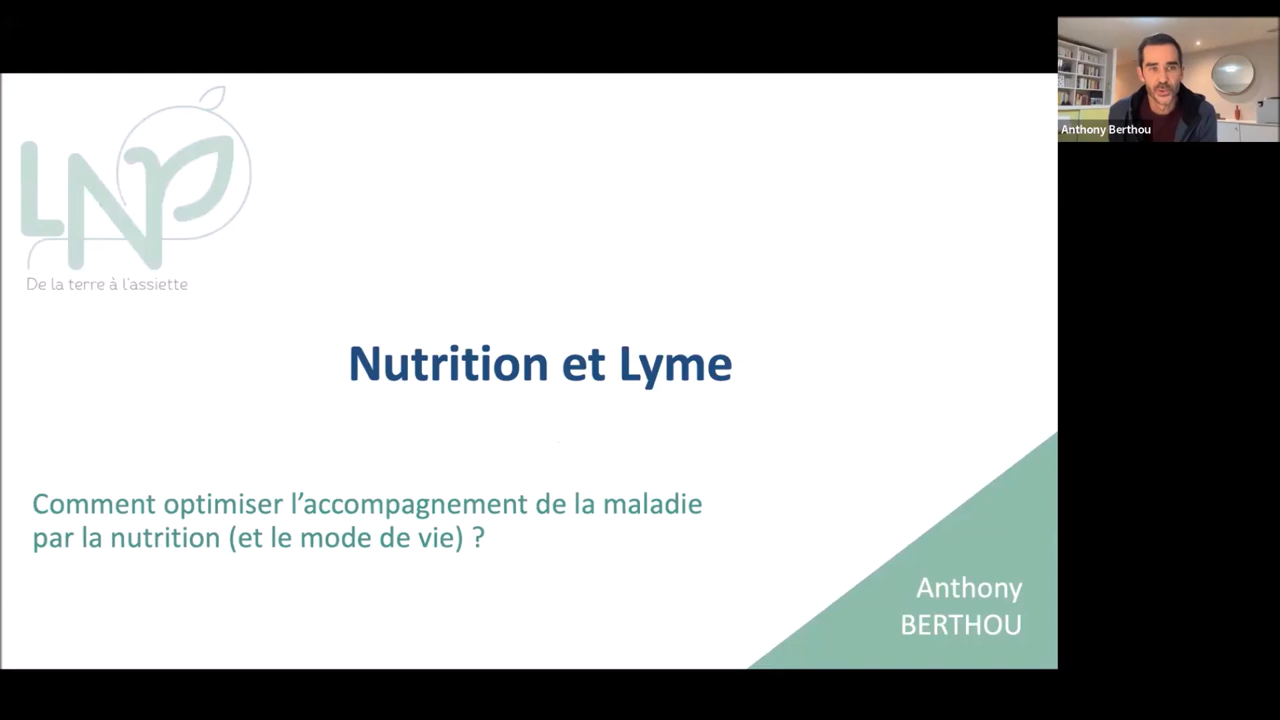 LNP
De la terre à l'assiette
Anthony Berthou
Nutrition et Lyme
Comment optimiser l'accompagnement de la maladie
par la nutrition (et le mode de vie) ?
Anthony
BERTHOU